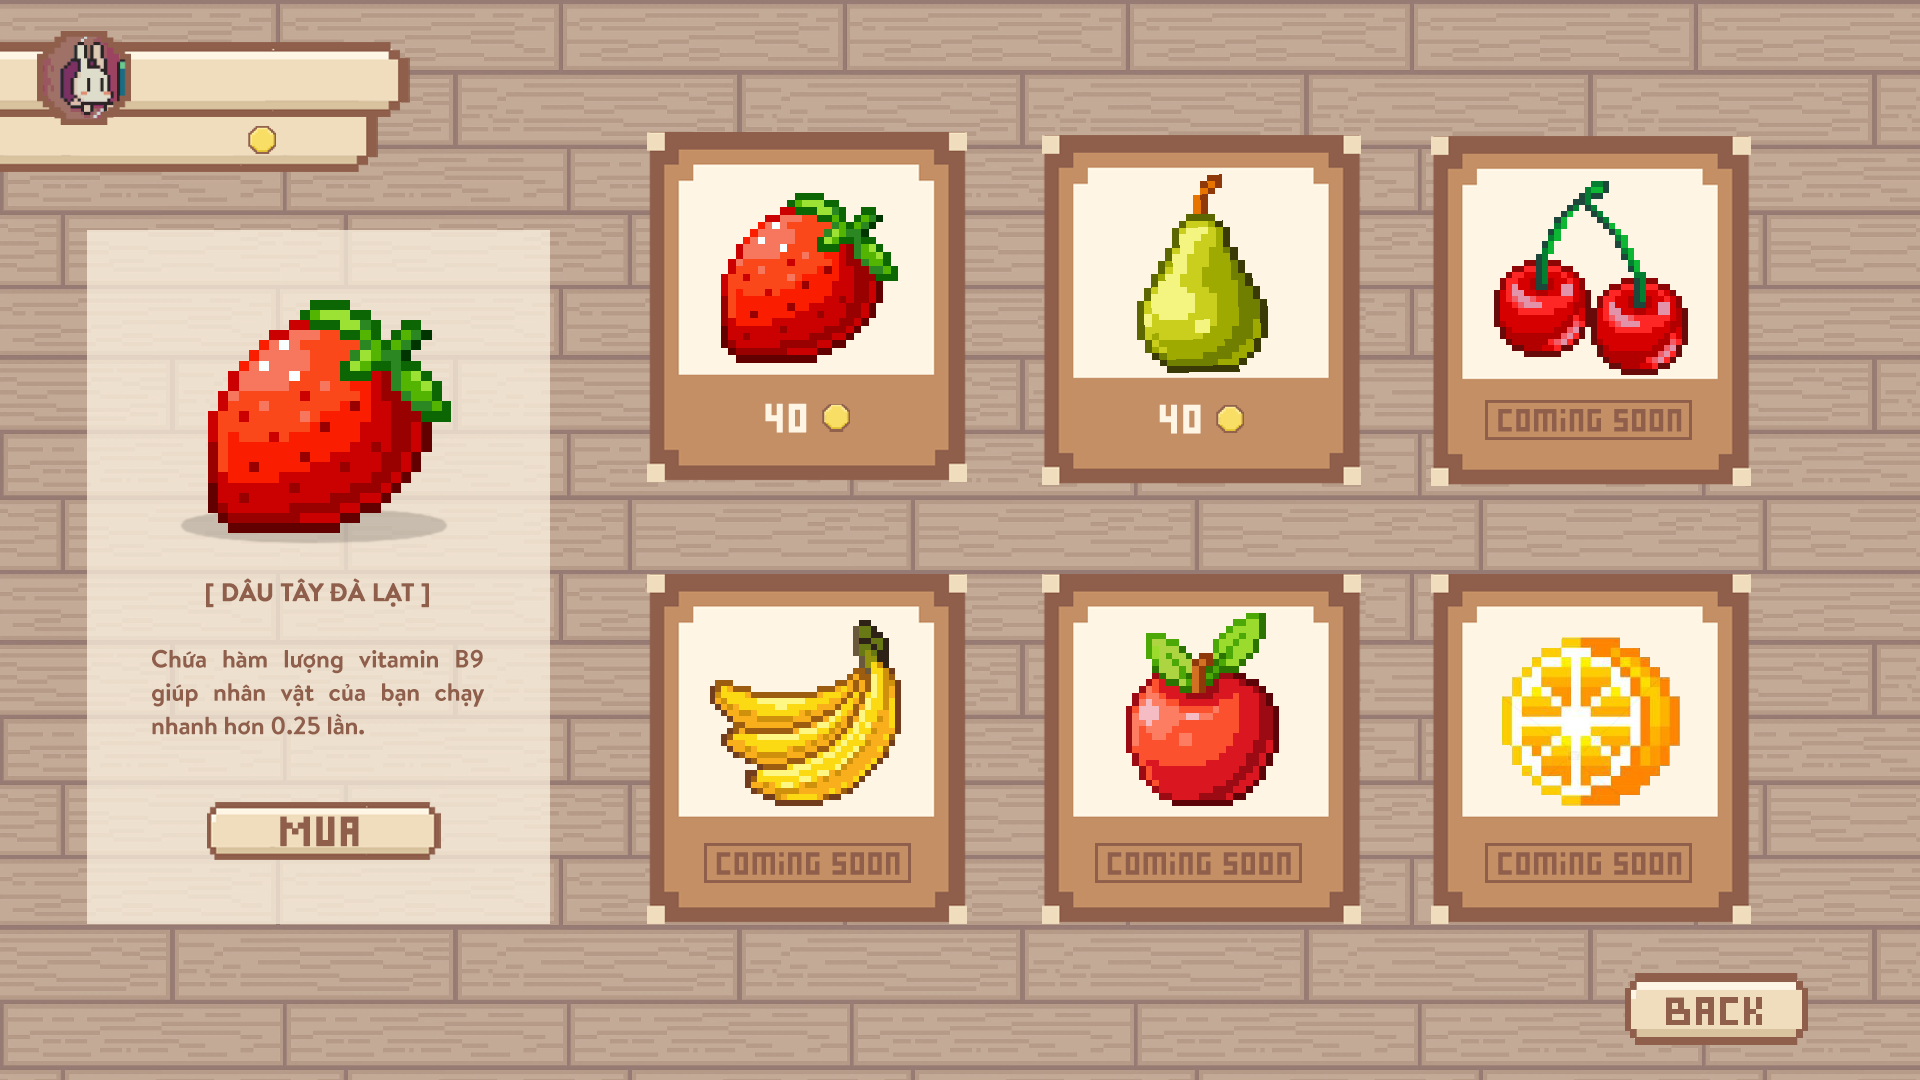 [ DÂU TÂY ĐÀ LẠT ]
Chứa hàm lượng vitamin B9
giúp nhân vật của bạn chạy
nhanh hơn 0.25 lần.
MUA
40
40
COMiNG SOON
COMiNG SOON
COMiNG SOON
COMiNG SOON
BACK